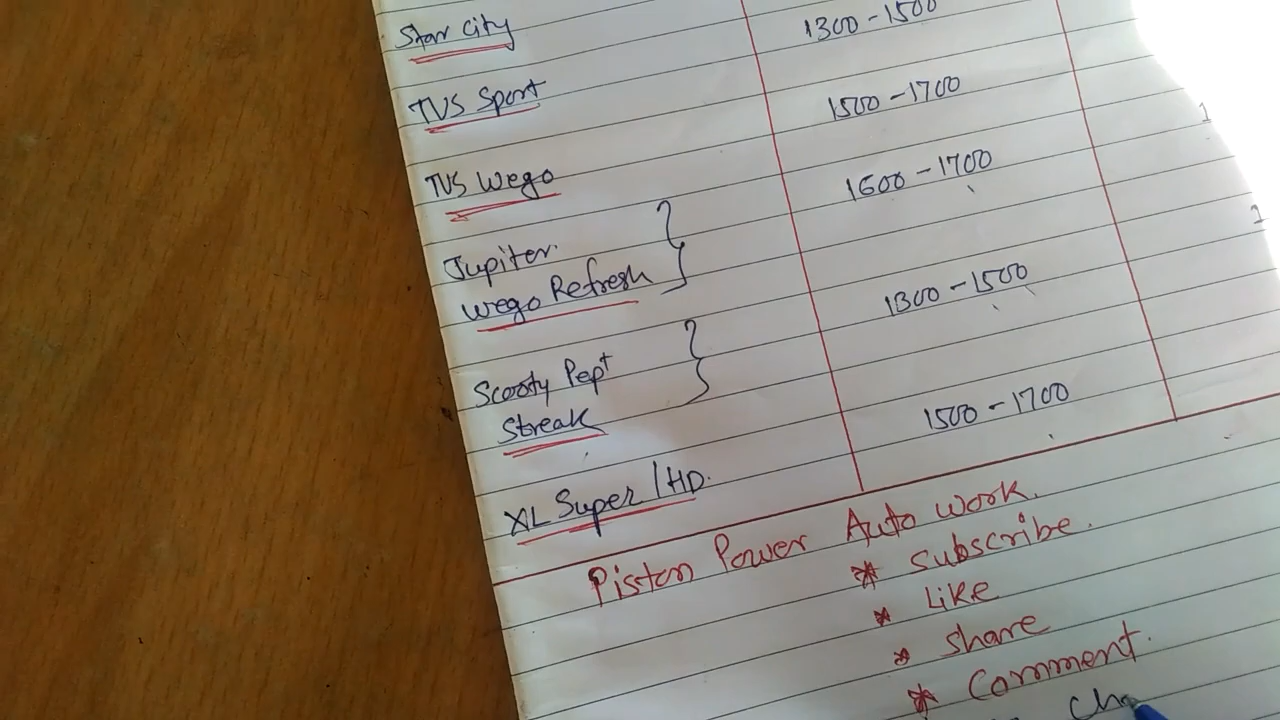 Star City 1300-1500
TVS Sport 1500-1700
TVS Wego 1600-1700
Jupiter.
Wego Refresh 1300-1500
Scooty Pep+
Streak 1500-1700
XL Super/HD.
Piston Power Auto Work.
* Subscribe.
* Like
* Share
* Comment.